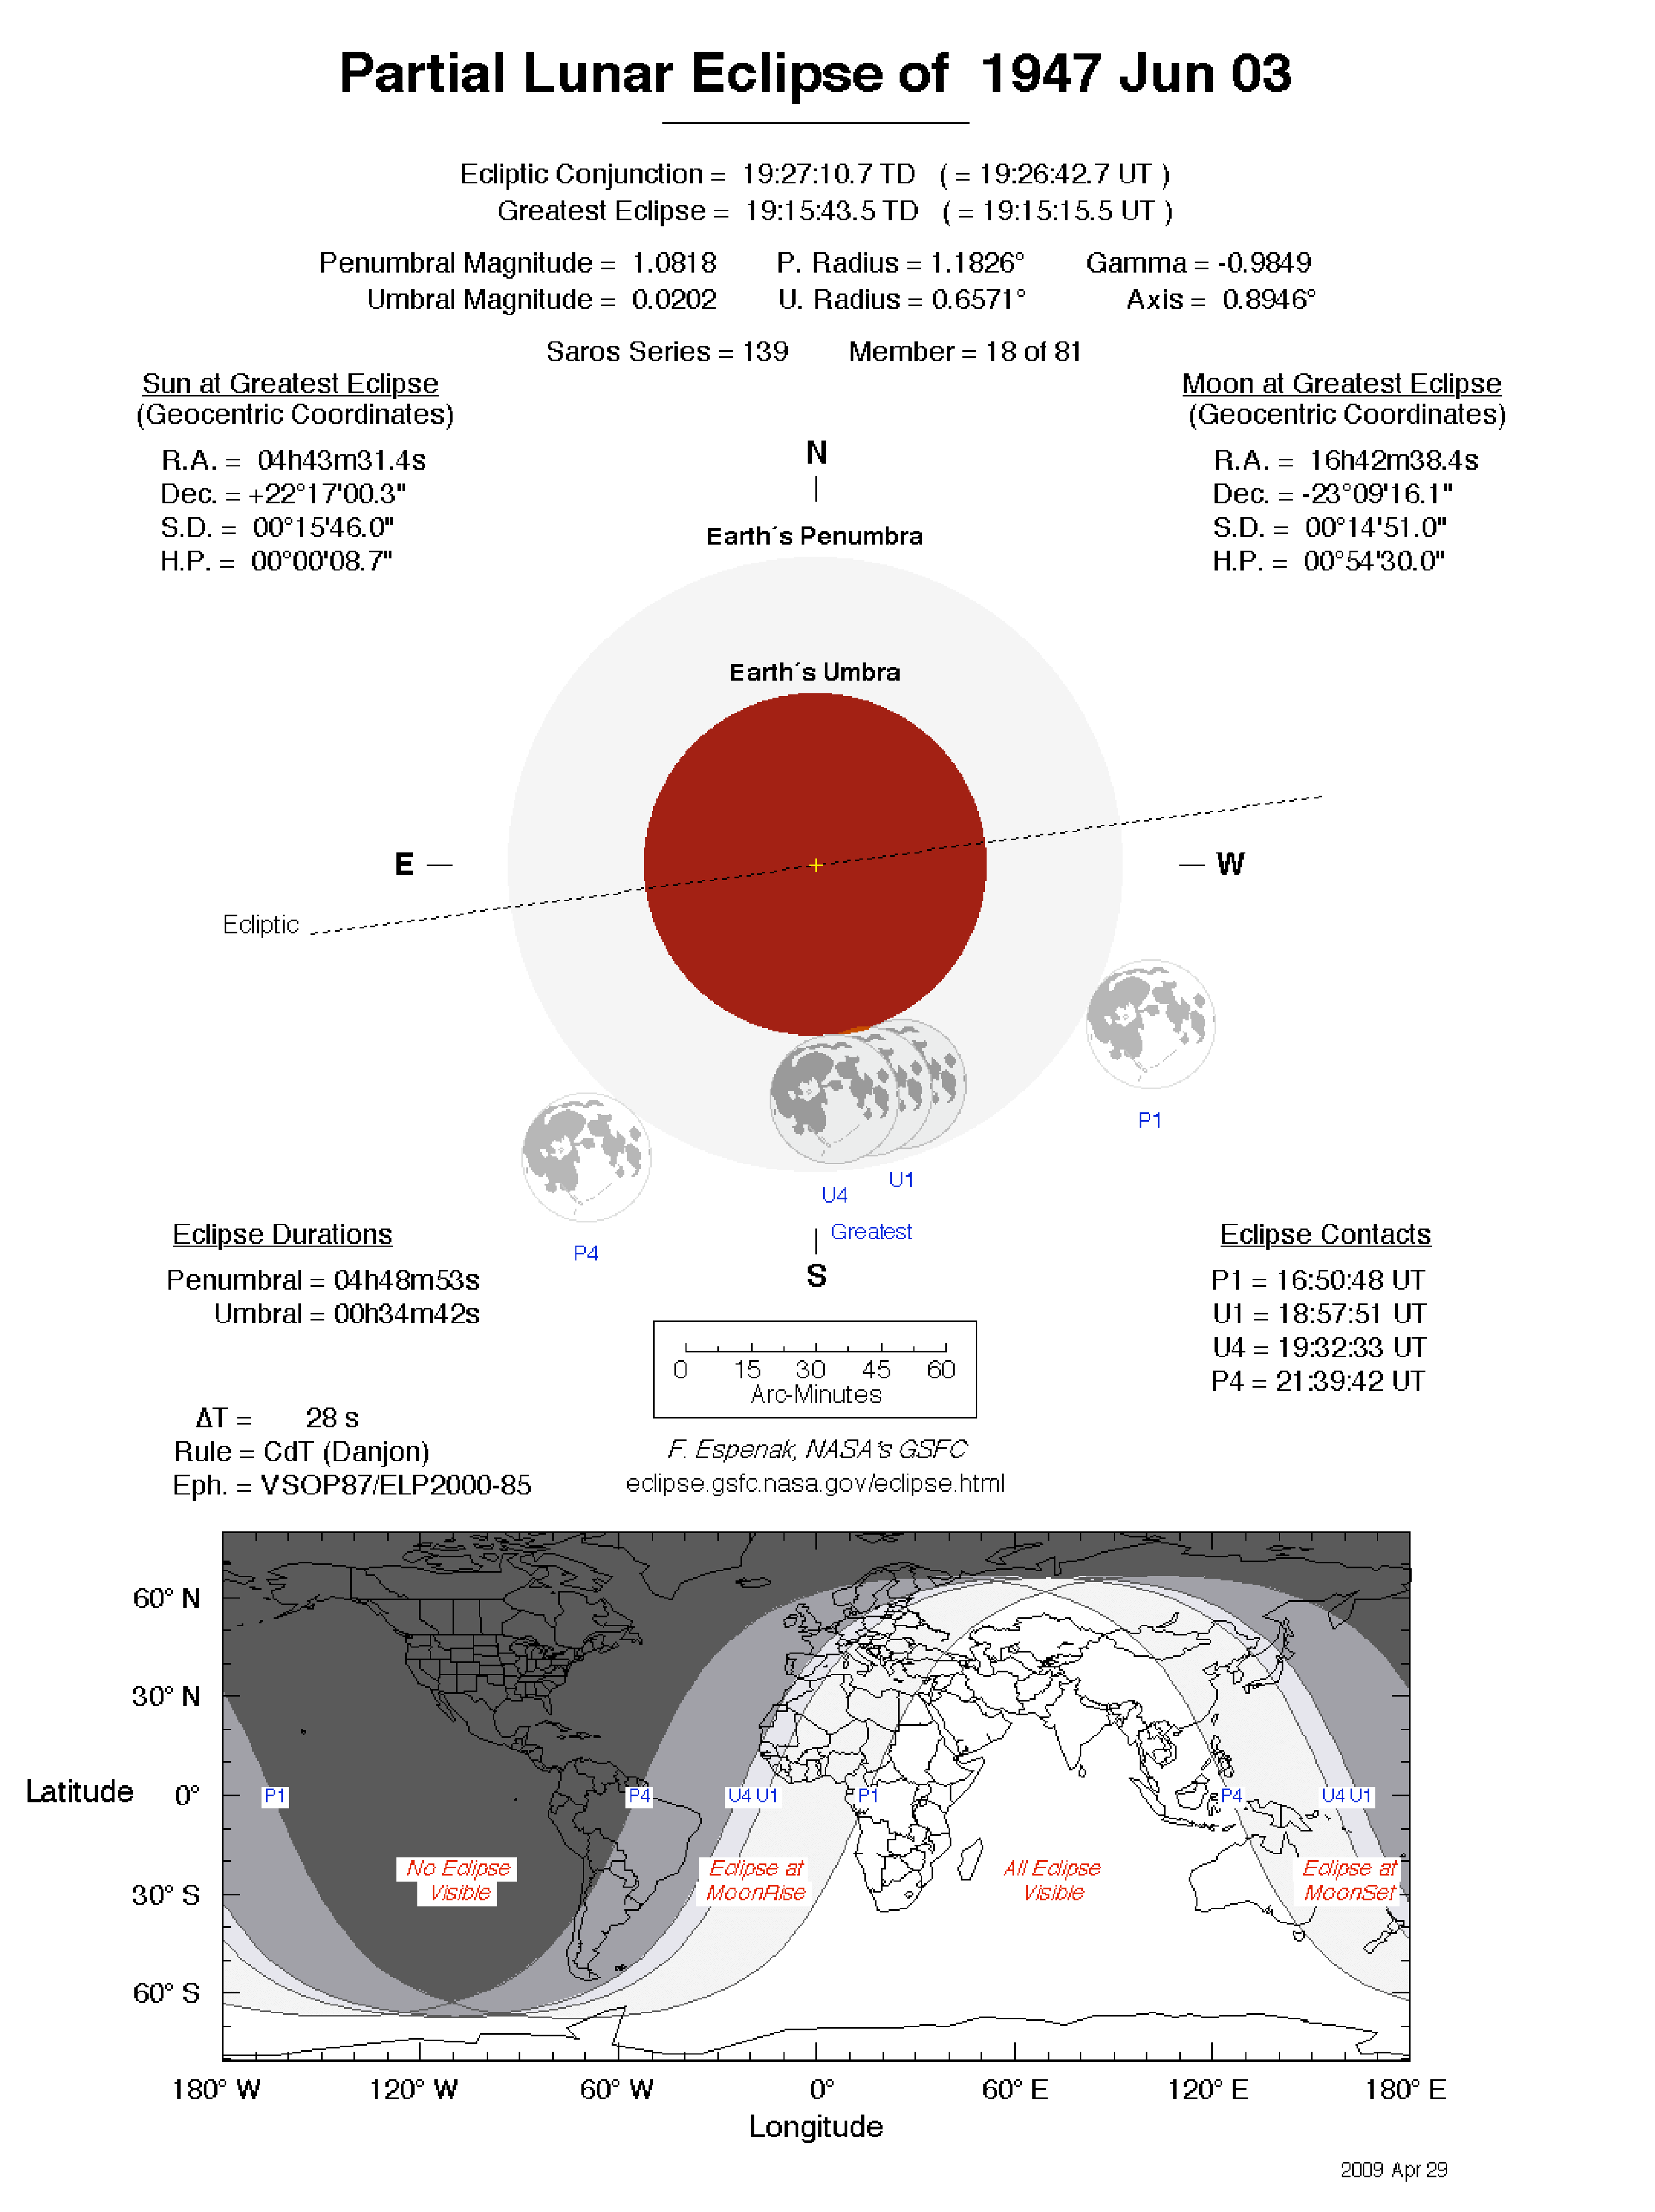 Partial Lunar Eclipse of 1947 Jun 03
Ecliptic Conjunction = 19:27:10.7 TD ( = 19:26:42.7 UT )
Greatest Eclipse = 19:15:43.5 TD ( = 19:15:15.5 UT )
Penumbral Magnitude = 1.0818 P. Radius = 1.1826° Gamma = -0.9849
Umbral Magnitude = 0.0202 U. Radius = 0.6571° Axis = 0.8946°
Saros Series = 139 Member = 18 of 81
Sun at Greatest Eclipse
(Geocentric Coordinates)
R.A. = 04h43m31.4s
Dec. = +22°17'00.3"
S.D. = 00°15'46.0"
H.P. = 00°00'08.7"
Moon at Greatest Eclipse
(Geocentric Coordinates)
R.A. = 16h42m38.4s
Dec. = -23°09'16.1"
S.D. = 00°14'51.0"
H.P. = 00°54'30.0"
N
Earth´s Penumbra
Earth´s Umbra
E
W
Ecliptic
P1
U1
U4
Greatest
P4
S
Eclipse Durations
Penumbral = 04h48m53s
Umbral = 00h34m42s
Eclipse Contacts
P1 = 16:50:48 UT
U1 = 18:57:51 UT
U4 = 19:32:33 UT
P4 = 21:39:42 UT
0 15 30 45 60
Arc-Minutes
ΔT = 28 s
Rule = CdT (Danjon)
Eph. = VSOP87/ELP2000-85
F. Espenak, NASA's GSFC
eclipse.gsfc.nasa.gov/eclipse.html
60° N
30° N
Latitude 0°
30° S
60° S
P1 P4 U4 U1 P1 P4 U4 U1
No Eclipse
Visible
Eclipse at
MoonRise
All Eclipse
Visible
Eclipse at
MoonSet
180° W 120° W 60° W 0° 60° E 120° E 180° E
Longitude
2009 Apr 29